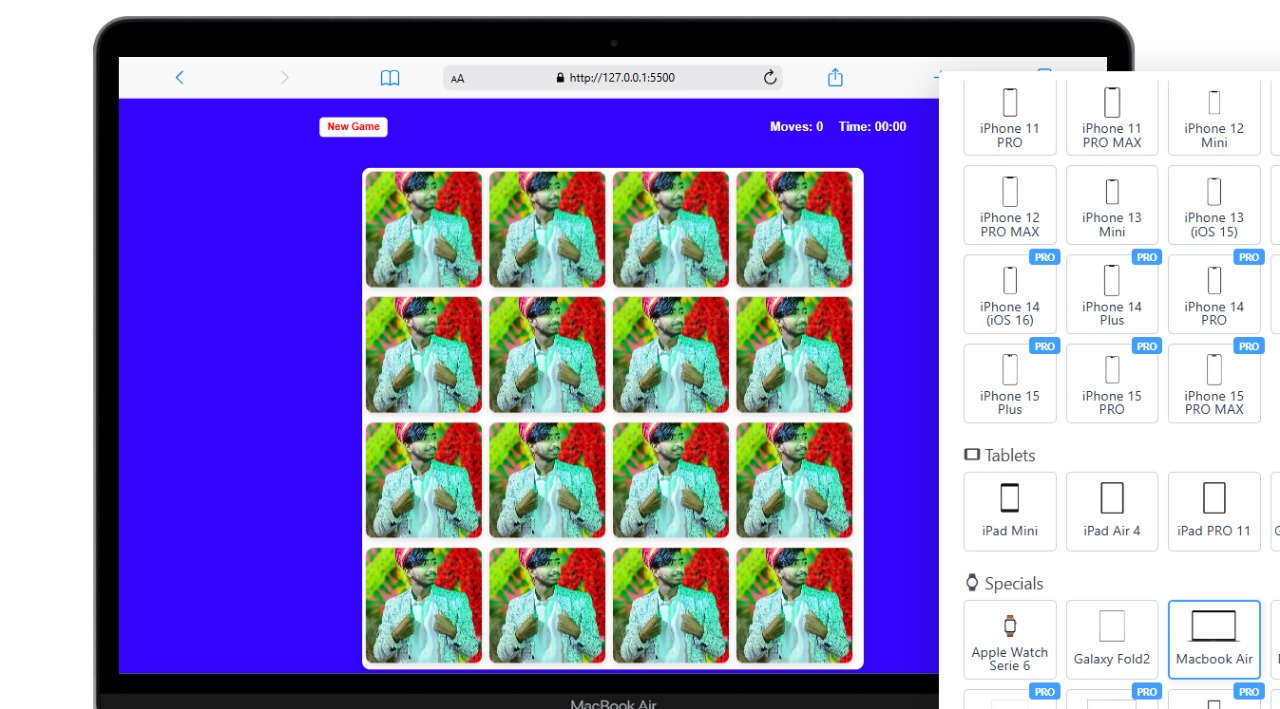 AA
http://127.0.0.1:5500
New Game
Moves: 0
Time: 00:00
MacBook Air
iPhone 11
PRO
iPhone 11
PRO MAX
iPhone 12
Mini
iPhone 12
PRO MAX
iPhone 13
Mini
iPhone 13
(iOS 15)
PRO
iPhone 14
(iOS 16)
PRO
iPhone 14
Plus
PRO
iPhone 14
PRO
PRO
iPhone 15
Plus
PRO
iPhone 15
PRO
PRO
iPhone 15
PRO MAX
Tablets
iPad Mini
iPad Air 4
iPad PRO 11
Specials
Apple Watch
Serie 6
Galaxy Fold2
Macbook Air
PRO
PRO
PRO